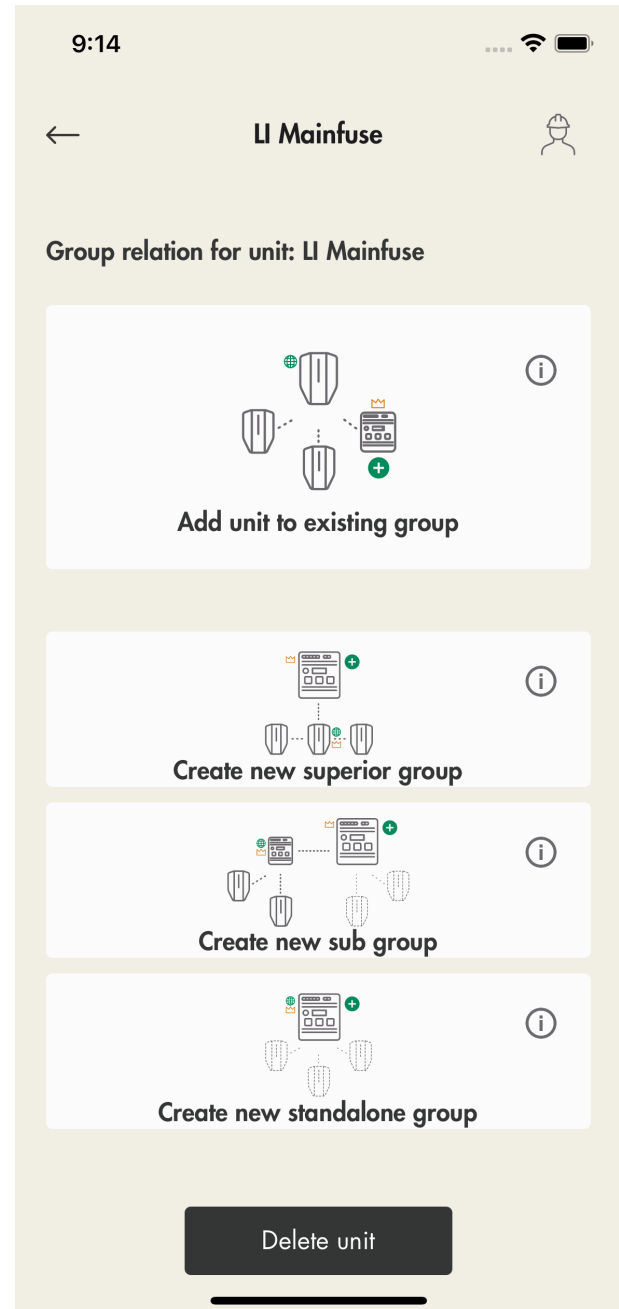 9:14
LI Mainfuse
Group relation for unit: LI Mainfuse
Add unit to existing group
Create new superior group
Create new sub group
Create new standalone group
Delete unit